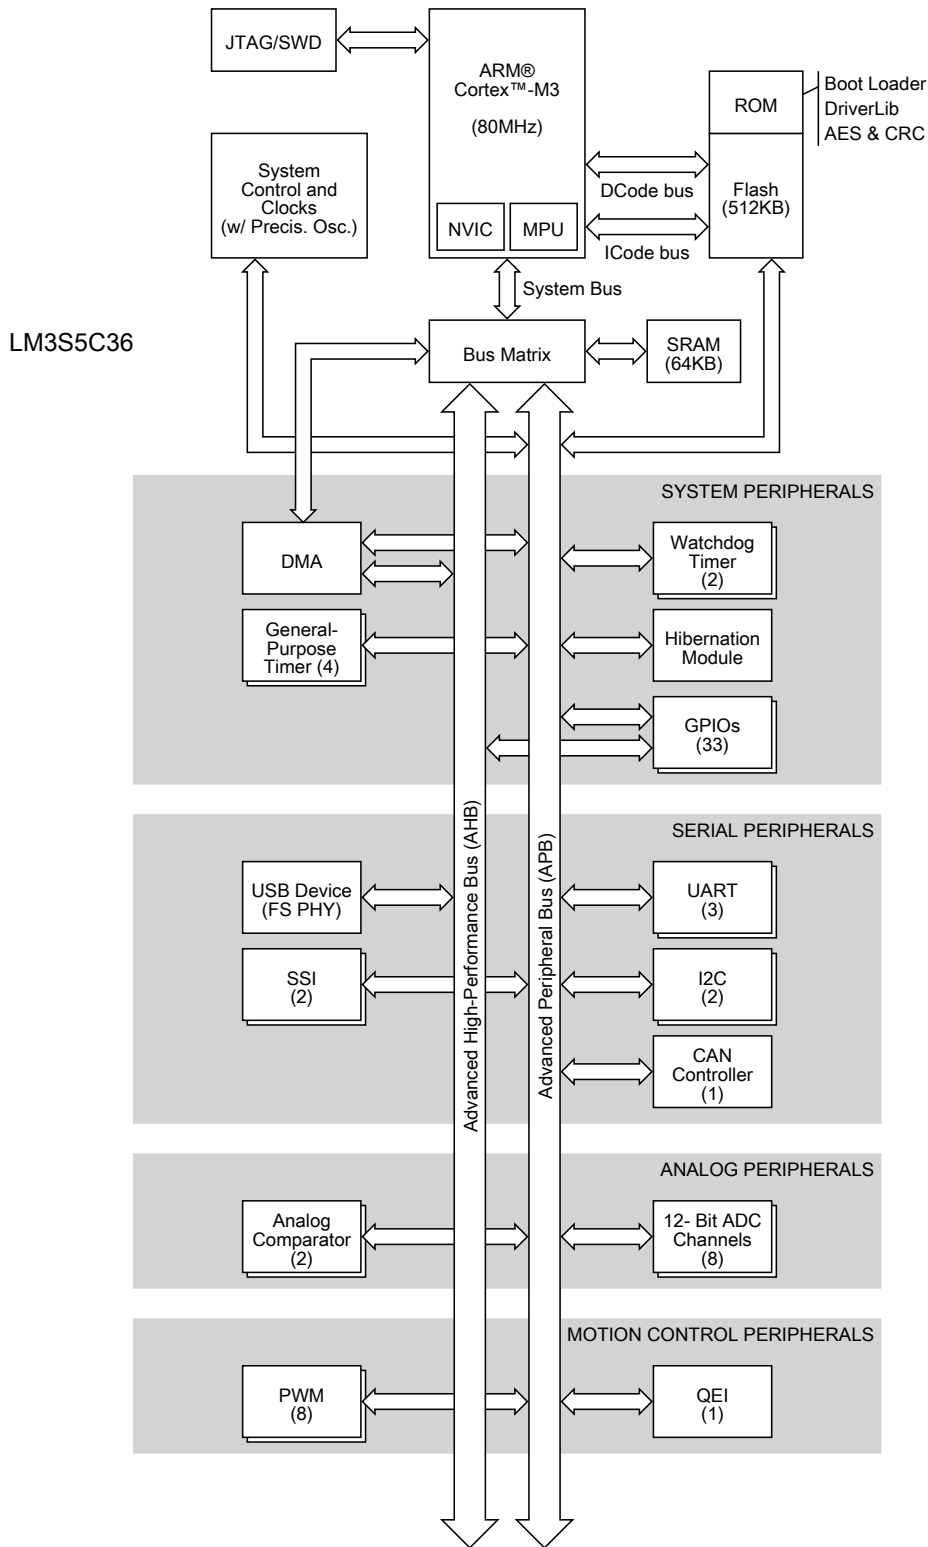 JTAG/SWD
ARM®
Cortex™-M3
(80MHz)
NVIC
MPU
ROM
Boot Loader
DriverLib
AES & CRC
Flash
(512KB)
DCode bus
ICode bus
System
Control and
Clocks
(w/ Precis. Osc.)
System Bus
LM3S5C36
Bus Matrix
SRAM
(64KB)
SYSTEM PERIPHERALS
DMA
Watchdog
Timer
(2)
General-
Purpose
Timer (4)
Hibernation
Module
GPIOs
(33)
Advanced High-Performance Bus (AHB)
Advanced Peripheral Bus (APB)
SERIAL PERIPHERALS
USB Device
(FS PHY)
UART
(3)
SSI
(2)
I2C
(2)
CAN
Controller
(1)
ANALOG PERIPHERALS
Analog
Comparator
(2)
12- Bit ADC
Channels
(8)
MOTION CONTROL PERIPHERALS
PWM
(8)
QEI
(1)